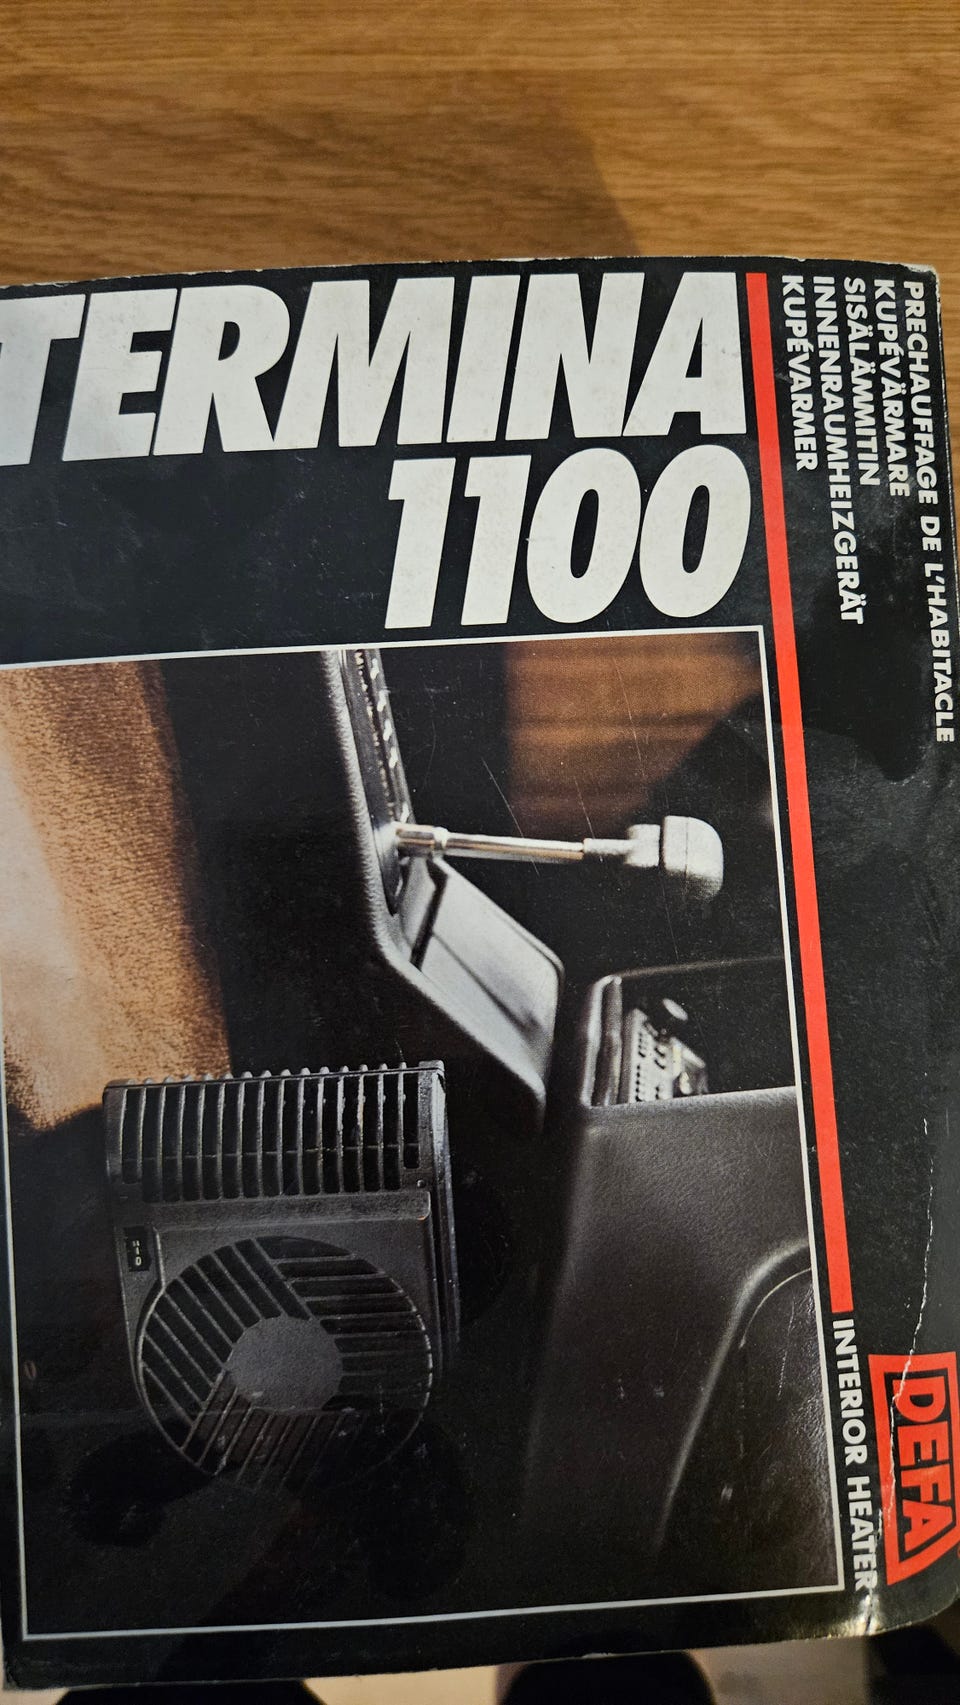 TERMINA
1100
PRECHAUFFAGE DE L'HABITACLE
KUPÉVÄRMARE
SISÄLÄMMITIN
INNENRAUMHEIZGERÄT
KUPÉVARMER
INTERIOR HEATER
DEFA